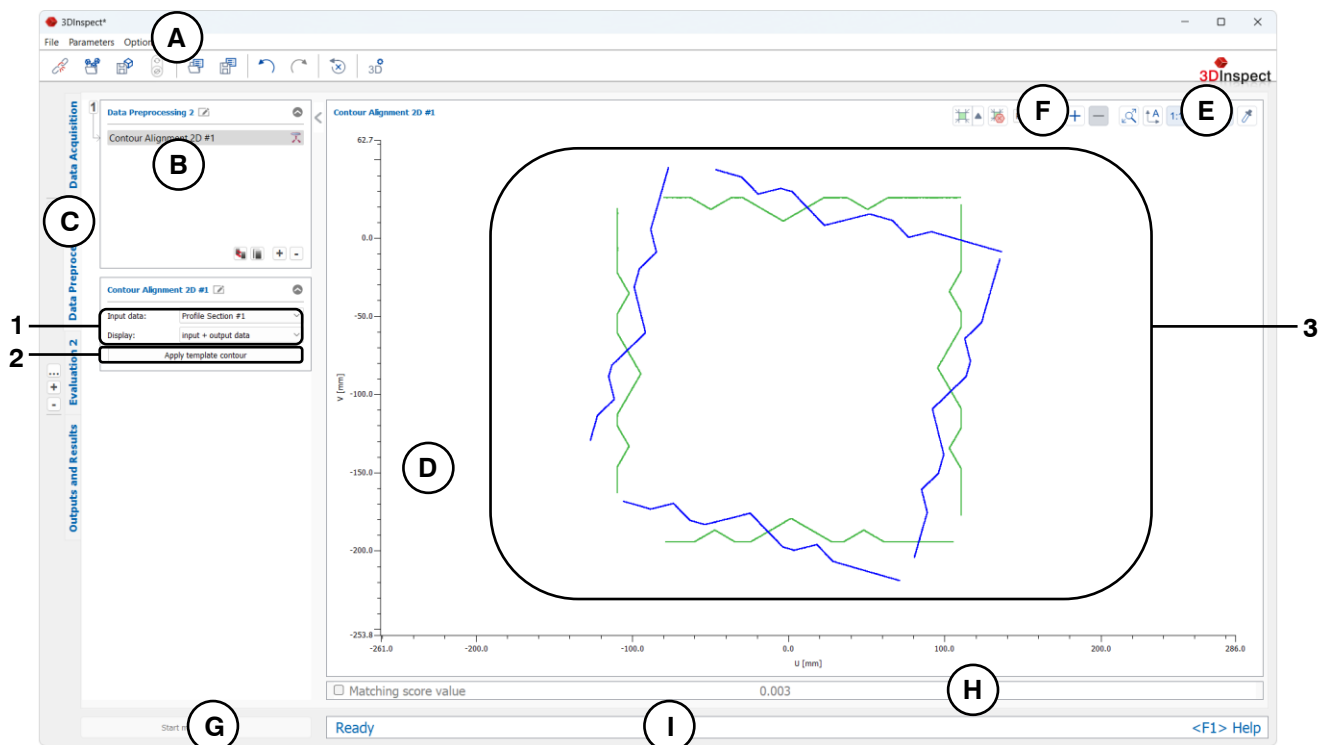 3DInspect*
File Parameters Option
A
3DInspect
Data Acquisition
Data Preproce
Evaluation 2
Outputs and Results
1
Data Preprocessing 2
Contour Alignment 2D #1
B
C
+ -
Contour Alignment 2D #1
1
Input data: Profile Section #1
Display: input + output data
2
Apply template contour
...
+
-
Start
G
Contour Alignment 2D #1
F
E
+ −
A
1:
3D
62.7
0.0
-50.0
-100.0
-150.0
-200.0
-253.8
V [mm]
D
3
-261.0 -200.0 -100.0 0.0 100.0 200.0 286.0
U [mm]
Matching score value 0.003
H
Ready
I
<F1> Help